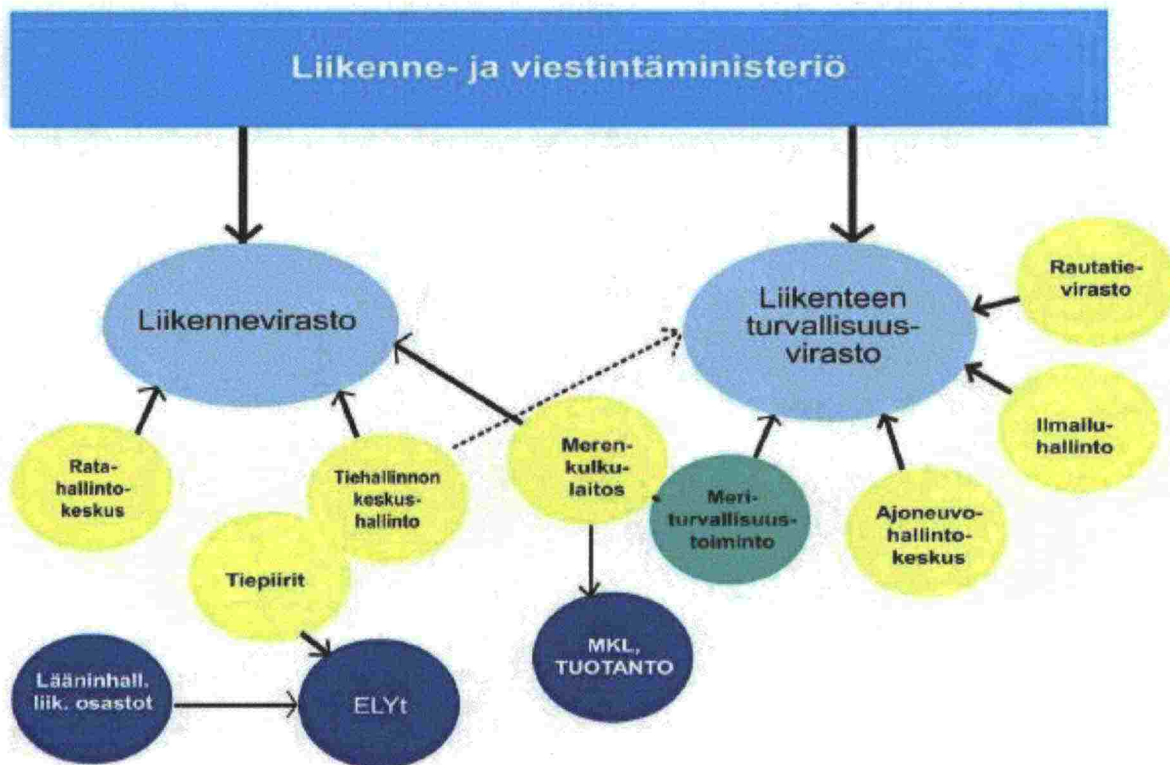 Liikenne- ja viestintäministeriö
Liikennevirasto
Liikenteen
turvallisuus-
virasto
Rautatie-
virasto
Ilmailu-
hallinto
Ajoneuvo-
hallinto-
keskus
Meri-
turvallisuus-
toiminto
Meren-
kulku-
laitos
Tiehallinnon
keskus-
hallinto
Rata-
hallinto-
keskus
Tiepiirit
MKL,
TUOTANTO
Lääninhall.
liik. osastot
ELYt